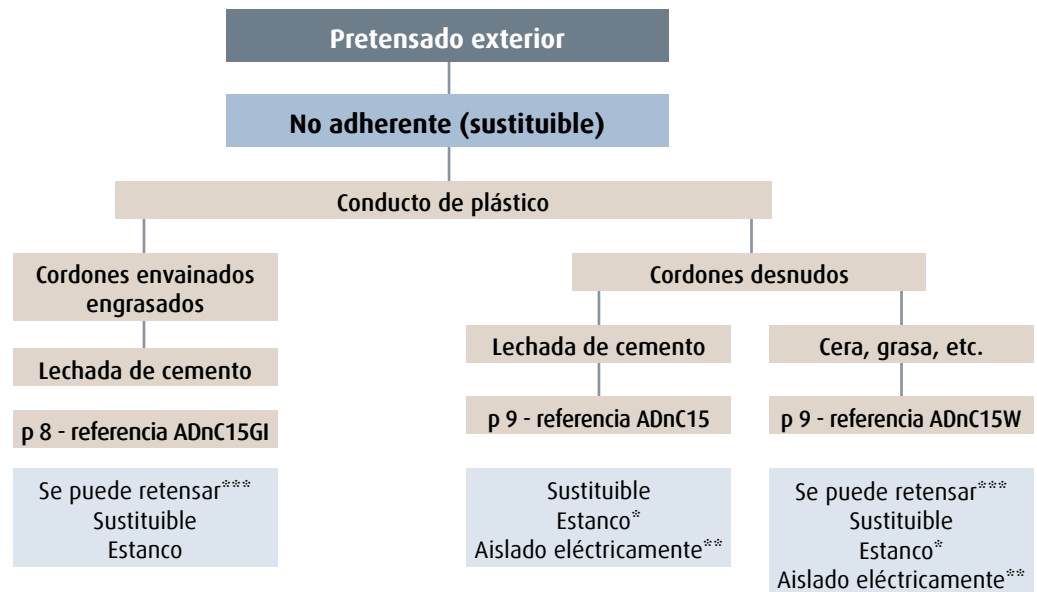 Pretensado exterior
No adherente (sustituible)
Conducto de plástico
Cordones envainados
engrasados
Lechada de cemento
p 8 - referencia ADnC15GI
Se puede retensar***
Sustituible
Estanco
Cordones desnudos
Lechada de cemento
p 9 - referencia ADnC15
Sustituible
Estanco*
Aislado eléctricamente**
Cera, grasa, etc.
p 9 - referencia ADnC15W
Se puede retensar***
Sustituible
Estanco*
Aislado eléctricamente**